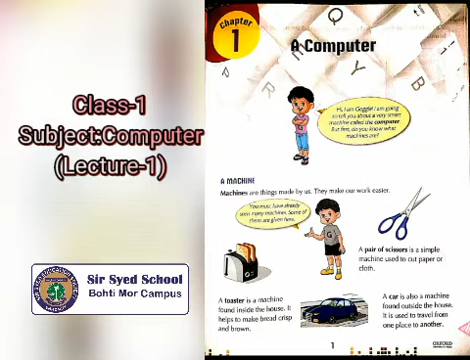 Class-1
Subject:Computer
(Lecture-1)
Sir Syed School
Bohti Mor Campus
Chapter
1
A Computer
Hi, I am Goggle! I am going
to tell you about a very smart
machine called the computer.
But first, do you know what
machines are?
A MACHINE
Machines are things made by us. They make our work easier.
You must have already
seen many machines. Some of
them are given here.
A pair of scissors is a simple
machine used to cut paper or
cloth.
A toaster is a machine
found inside the house. It
helps to make bread crisp
and brown.
A car is also a machine
found outside the house.
It is used to travel from
one place to another.
1
OXFORD